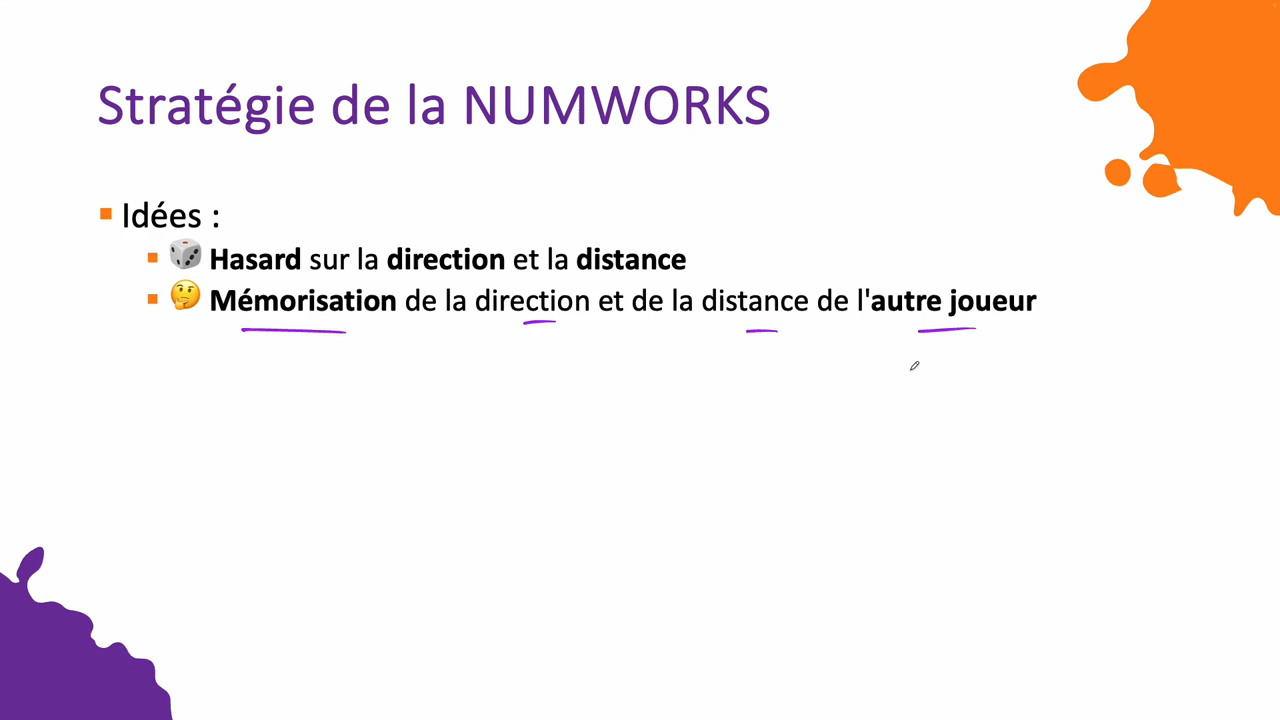 Stratégie de la NUMWORKS
Idées :
Hasard sur la direction et la distance
Mémorisation de la direction et de la distance de l'autre joueur